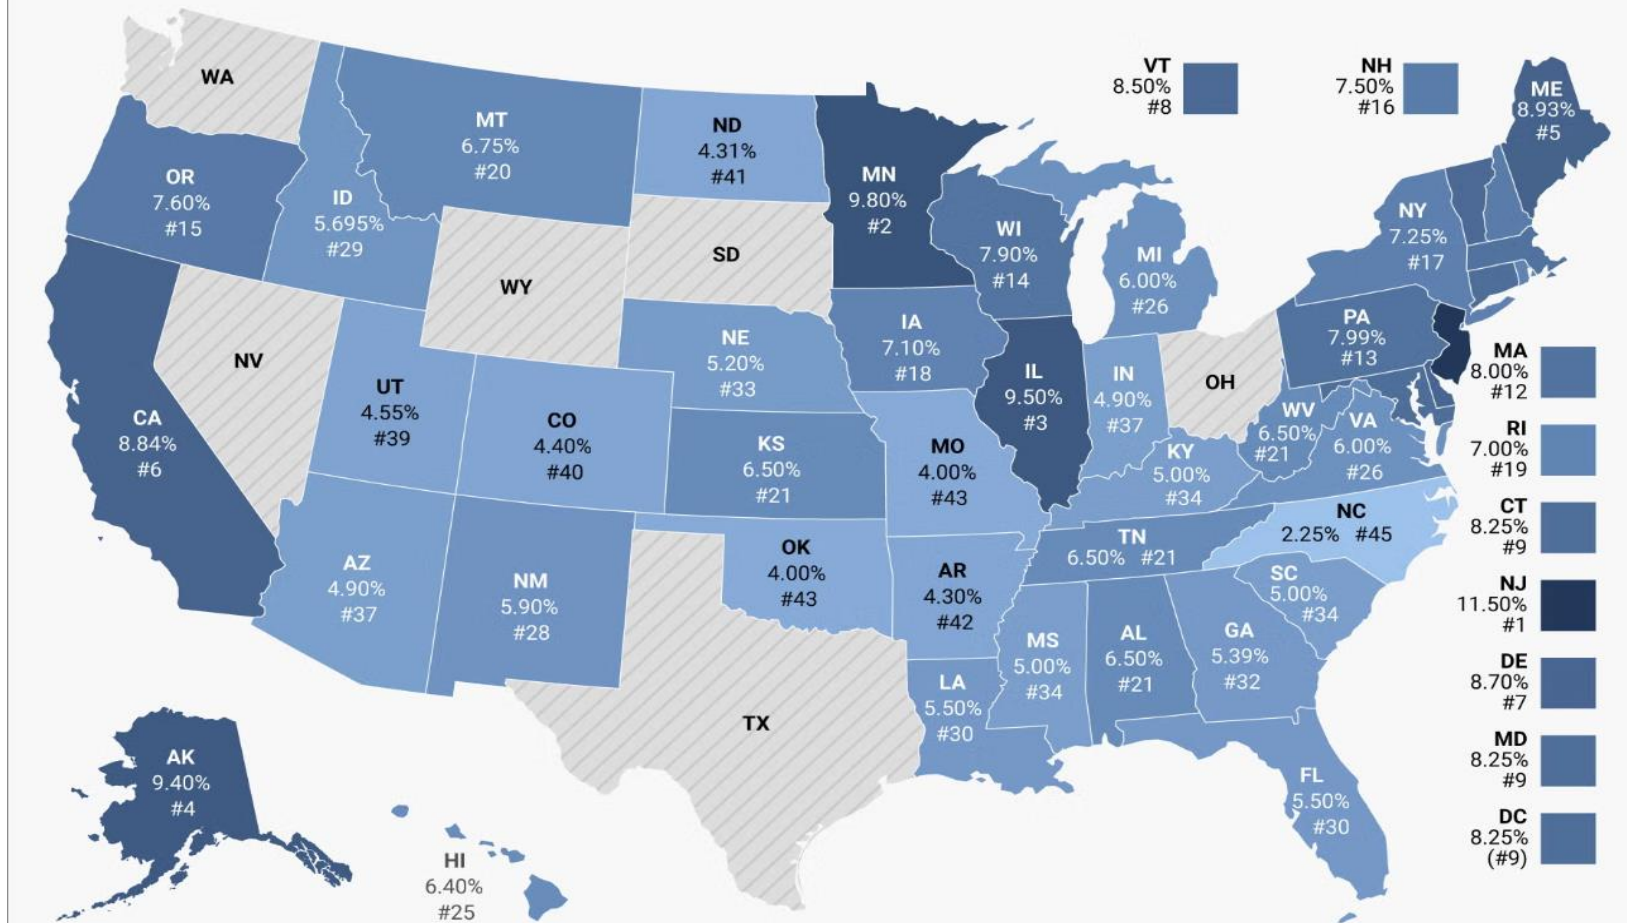 WA
VT
8.50%
#8
NH
7.50%
#16
ME
8.93%
#5
MT
6.75%
#20
ND
4.31%
#41
OR
7.60%
#15
ID
5.695%
#29
MN
9.80%
#2
WI
7.90%
#14
NY
7.25%
#17
SD
MI
6.00%
#26
WY
IA
7.10%
#18
PA
7.99%
#13
NE
5.20%
#33
NV
UT
4.55%
#39
CO
4.40%
#40
IL
9.50%
#3
IN
4.90%
#37
OH
MA
8.00%
#12
CA
8.84%
#6
KS
6.50%
#21
MO
4.00%
#43
KY
5.00%
#34
WV
6.50%
#21
VA
6.00%
#26
RI
7.00%
#19
CT
8.25%
#9
NC
2.25% #45
TN
6.50% #21
AZ
4.90%
#37
NM
5.90%
#28
OK
4.00%
#43
AR
4.30%
#42
SC
5.00%
#34
NJ
11.50%
#1
MS
5.00%
#34
AL
6.50%
#21
GA
5.39%
#32
DE
8.70%
#7
LA
5.50%
#30
TX
MD
8.25%
#9
AK
9.40%
#4
FL
5.50%
#30
DC
8.25%
(#9)
HI
6.40%
#25